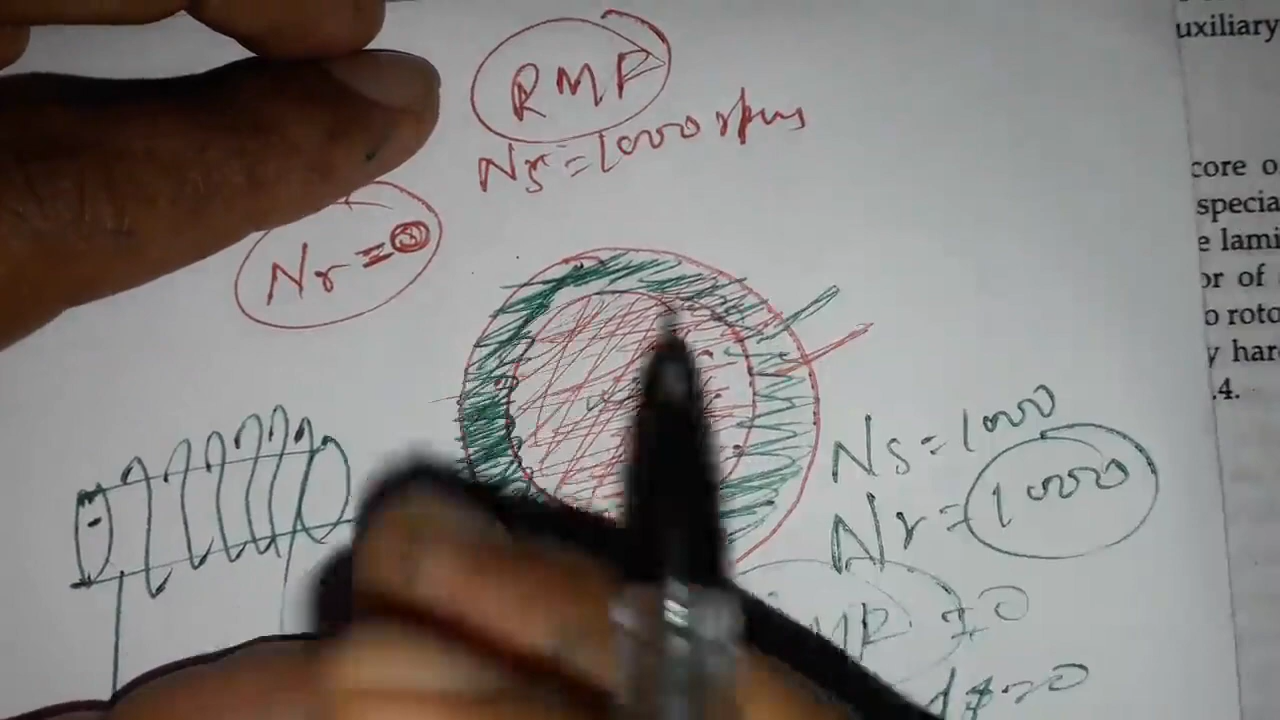 RMF
Ns=1000 rpm
Nr=0
Ns=1000
Nr=1000
MF
uxiliary
core o
specia
e lami
or of
o roto
y har
.4.